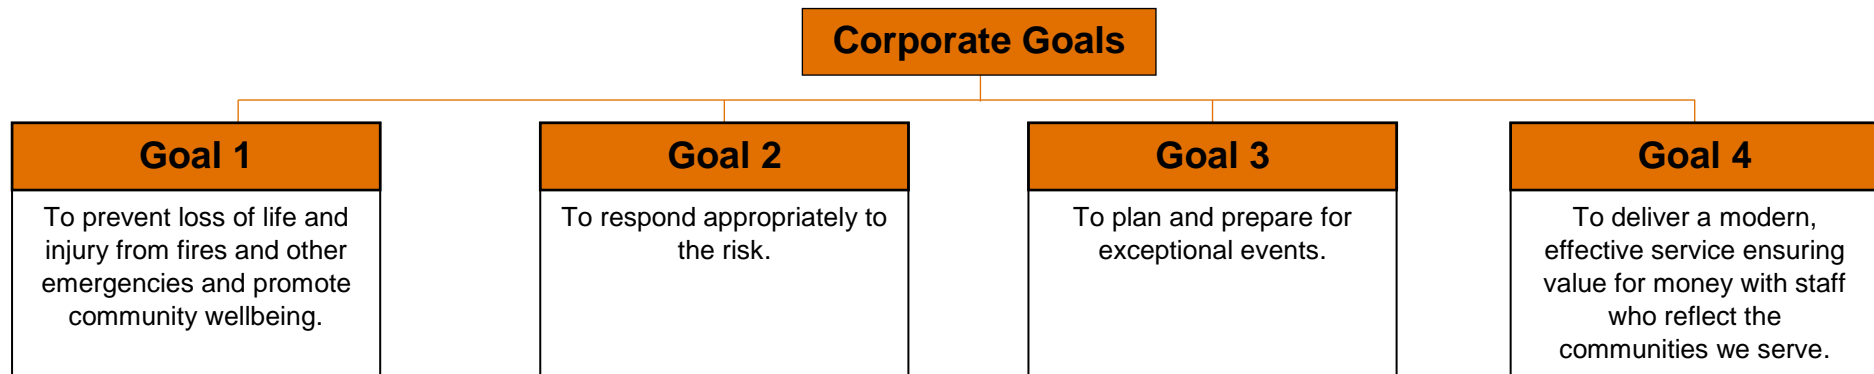 Corporate Goals
Goal 1
To prevent loss of life and
injury from fires and other
emergencies and promote
community wellbeing.
Goal 2
To respond appropriately to
the risk.
Goal 3
To plan and prepare for
exceptional events.
Goal 4
To deliver a modern,
effective service ensuring
value for money with staff
who reflect the
communities we serve.